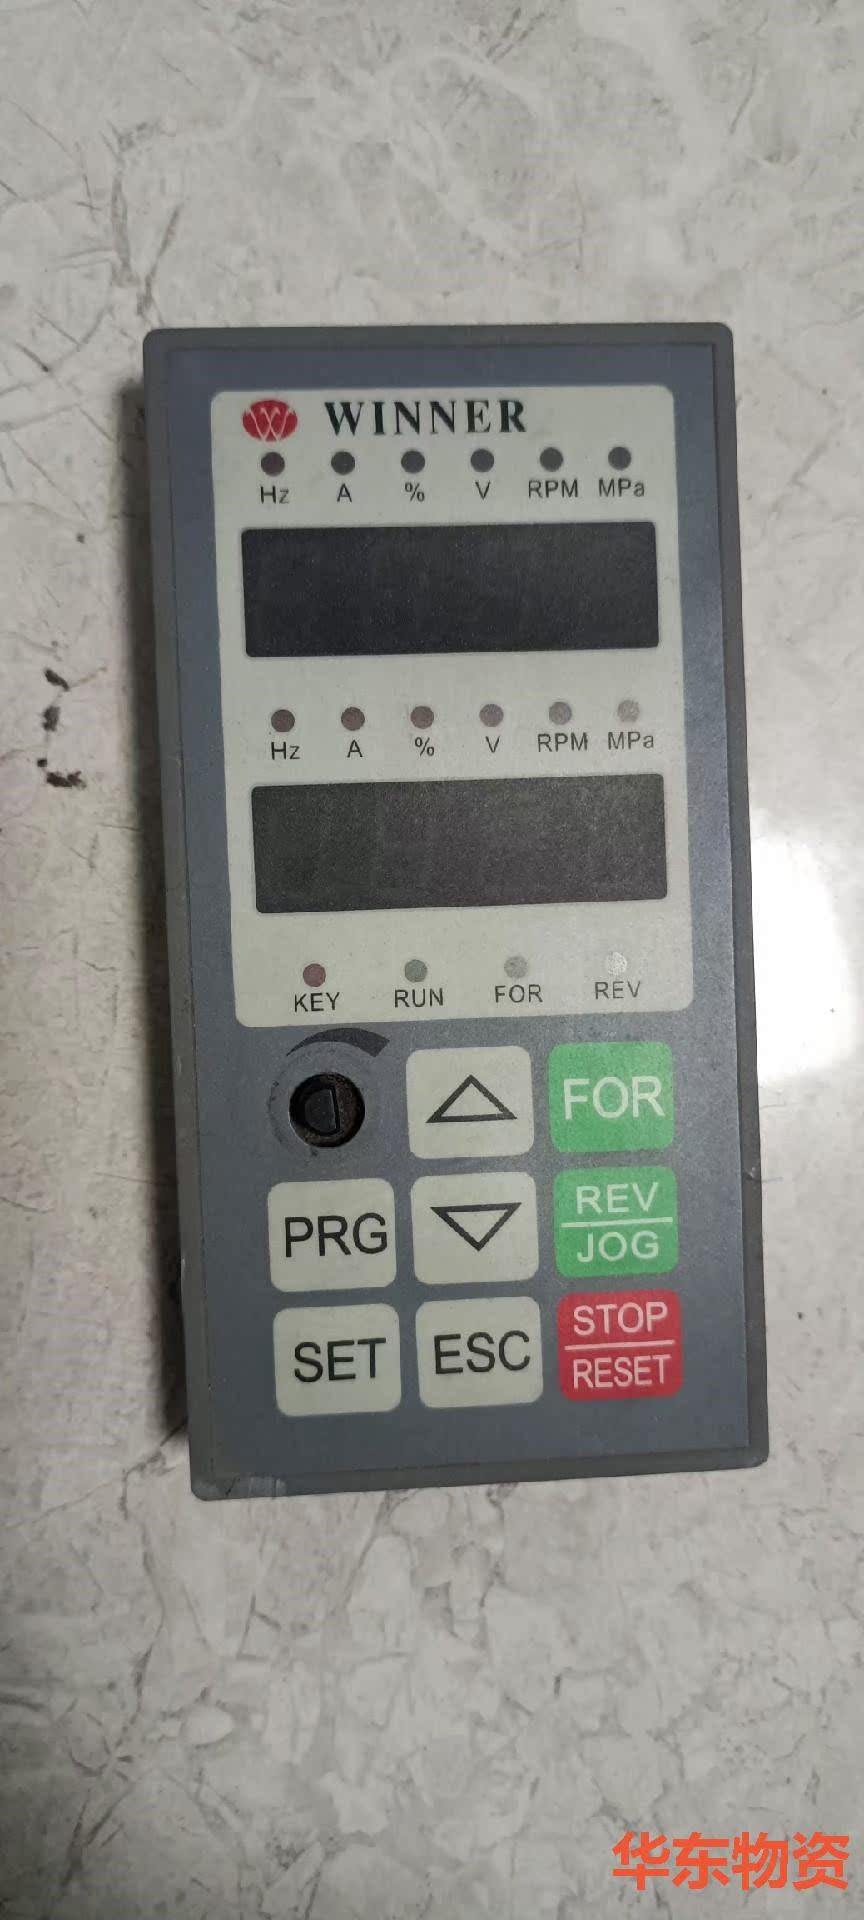 WINNER
Hz A % V RPM MPa
Hz A % V RPM MPa
KEY RUN FOR REV
FOR
PRG REV
JOG
SET ESC STOP
RESET
华东物资